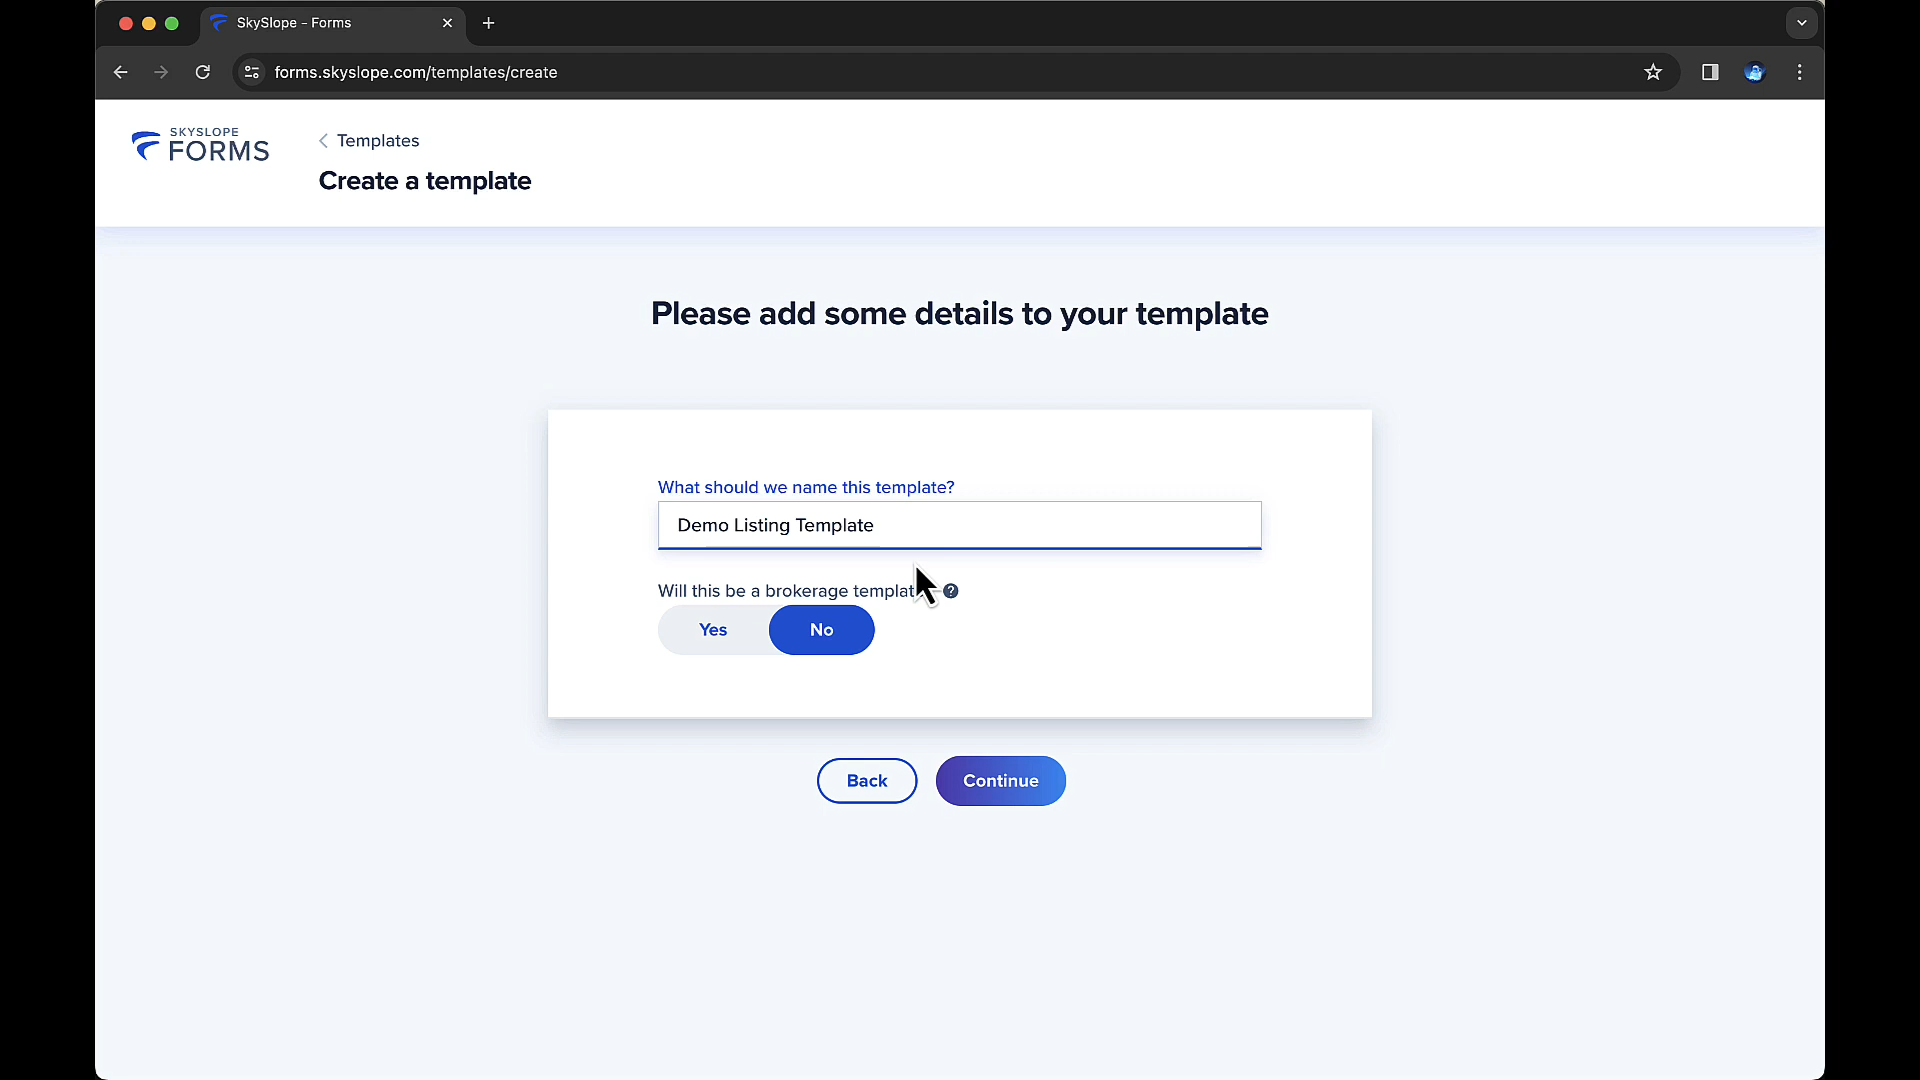 SkySlope - Forms
forms.skyslope.com/templates/create
SKYSLOPE
FORMS
Templates
Create a template
Please add some details to your template
What should we name this template?
Demo Listing Template
Will this be a brokerage templat
Yes
No
Back
Continue